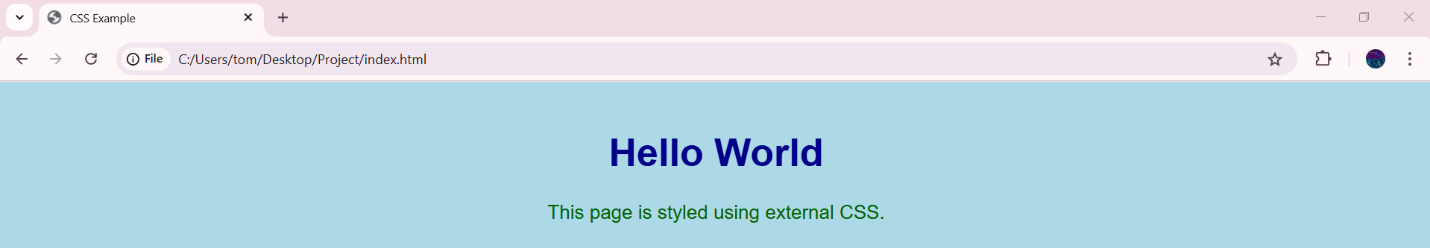 CSS Example
File C:/Users/tom/Desktop/Project/index.html
Hello World
This page is styled using external CSS.